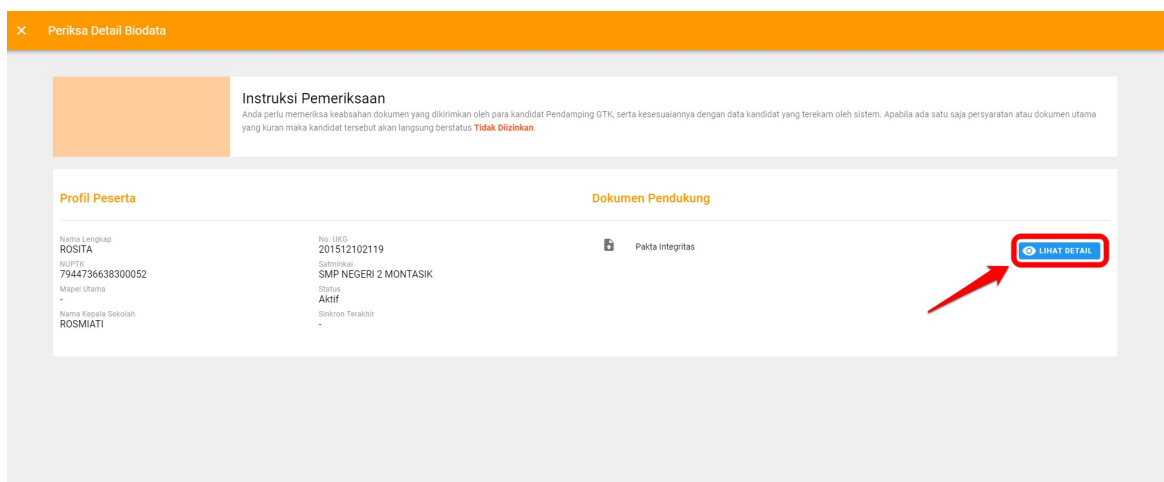 × Periksa Detail Biodata
Instruksi Pemeriksaan
Anda perlu memeriksa keabsahan dokumen yang dikirimkan oleh para kandidat Pendamping GTK, serta kesesuaiannya dengan data kandidat yang terekam oleh sistem. Apabila ada satu saja persyaratan atau dokumen utama
yang kuran maka kandidat tersebut akan langsung berstatus Tidak Diizinkan.
Profil Peserta
Nama Lengkap
ROSITA
NUPTK
7944736638300052
Mapel Utama
-
Nama Kepala Sekolah
ROSMIATI
No. UKG
201512102119
Satminkal
SMP NEGERI 2 MONTASIK
Status
Aktif
Sinkron Terakhir
-
Dokumen Pendukung
Pakta Integritas
LIHAT DETAIL